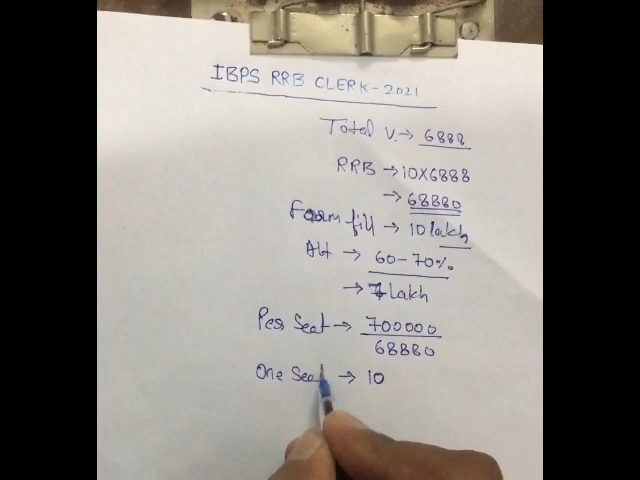 IBPS RRB CLERK-2021
Total V. → 6888
RRB → 10X6888
→ 68880
Foam fill → 10 lakh
Att → 60-70%
→ 7 Lakh
Per Seat → 700000
68880
One Seat → 10